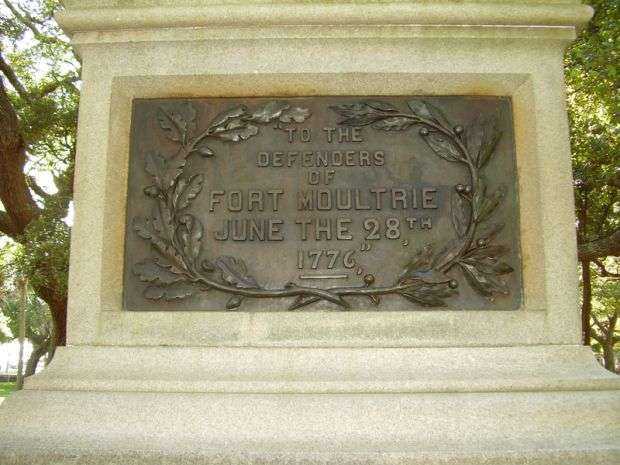 "TO THE
DEFENDERS
OF
FORT MOULTRIE
JUNE THE 28TH,
1776"